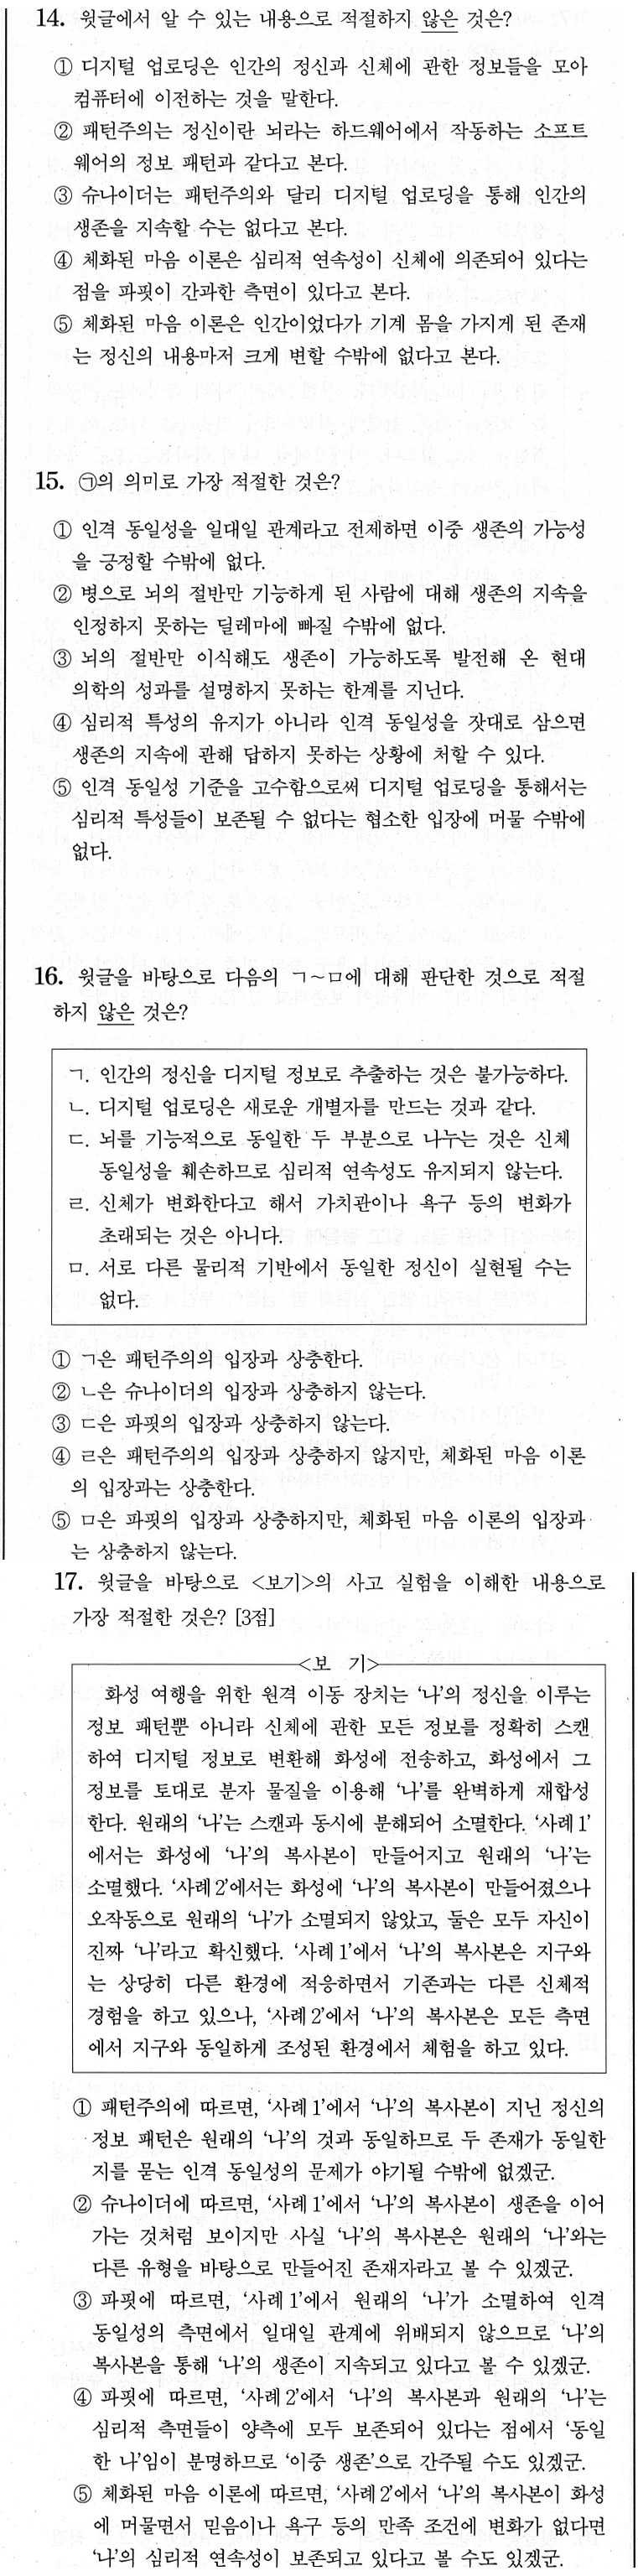 14. 윗글에서 알 수 있는 내용으로 적절하지 않은 것은?
① 디지털 업로딩은 인간의 정신과 신체에 관한 정보들을 모아
컴퓨터에 이전하는 것을 말한다.
② 패턴주의는 정신이란 뇌라는 하드웨어에서 작동하는 소프트
웨어의 정보 패턴과 같다고 본다.
③ 슈나이더는 패턴주의와 달리 디지털 업로딩을 통해 인간의
생존을 지속할 수는 없다고 본다.
④ 체화된 마음 이론은 심리적 연속성이 신체에 의존되어 있다는
점을 파핏이 간과한 측면이 있다고 본다.
⑤ 체화된 마음 이론은 인간이었다가 기계 몸을 가지게 된 존재
는 정신의 내용마저 크게 변할 수밖에 없다고 본다.
15. ㉠의 의미로 가장 적절한 것은?
① 인격 동일성을 일대일 관계라고 전제하면 이중 생존의 가능성
을 긍정할 수밖에 없다.
② 병으로 뇌의 절반만 기능하게 된 사람에 대해 생존의 지속을
인정하지 못하는 딜레마에 빠질 수밖에 없다.
③ 뇌의 절반만 이식해도 생존이 가능하도록 발전해 온 현대
의학의 성과를 설명하지 못하는 한계를 지닌다.
④ 심리적 특성의 유지가 아니라 인격 동일성을 잣대로 삼으면
생존의 지속에 관해 답하지 못하는 상황에 처할 수 있다.
⑤ 인격 동일성 기준을 고수함으로써 디지털 업로딩을 통해서는
심리적 특성들이 보존될 수 없다는 협소한 입장에 머물 수밖에
없다.
16. 윗글을 바탕으로 다음의 ㄱ~ㅁ에 대해 판단한 것으로 적절
하지 않은 것은?
ㄱ. 인간의 정신을 디지털 정보로 추출하는 것은 불가능하다.
ㄴ. 디지털 업로딩은 새로운 개별자를 만드는 것과 같다.
ㄷ. 뇌를 기능적으로 동일한 두 부분으로 나누는 것은 신체
동일성을 훼손하므로 심리적 연속성도 유지되지 않는다.
ㄹ. 신체가 변화한다고 해서 가치관이나 욕구 등의 변화가
초래되는 것은 아니다.
ㅁ. 서로 다른 물리적 기반에서 동일한 정신이 실현될 수는
없다.
① ㄱ은 패턴주의의 입장과 상충한다.
② ㄴ은 슈나이더의 입장과 상충하지 않는다.
③ ㄷ은 파핏의 입장과 상충하지 않는다.
④ ㄹ은 패턴주의의 입장과 상충하지 않지만, 체화된 마음 이론
의 입장과는 상충한다.
⑤ ㅁ은 파핏의 입장과 상충하지만, 체화된 마음 이론의 입장과
는 상충하지 않는다.
17. 윗글을 바탕으로 <보기>의 사고 실험을 이해한 내용으로
가장 적절한 것은? [3점]
<보 기>
화성 여행을 위한 원격 이동 장치는 '나'의 정신을 이루는
정보 패턴뿐 아니라 신체에 관한 모든 정보를 정확히 스캔
하여 디지털 정보로 변환해 화성에 전송하고, 화성에서 그
정보를 토대로 분자 물질을 이용해 '나'를 완벽하게 재합성
한다. 원래의 '나'는 스캔과 동시에 분해되어 소멸한다. '사례 1'
에서는 화성에 '나'의 복사본이 만들어지고 원래의 '나'는
소멸했다. '사례 2'에서는 화성에 '나'의 복사본이 만들어졌으나
오작동으로 원래의 '나'가 소멸되지 않았고, 둘은 모두 자신이
진짜 '나'라고 확신했다. '사례 1'에서 '나'의 복사본은 지구와
는 상당히 다른 환경에 적응하면서 기존과는 다른 신체적
경험을 하고 있으나, '사례 2'에서 '나'의 복사본은 모든 측면
에서 지구와 동일하게 조성된 환경에서 체험을 하고 있다.
① 패턴주의에 따르면, '사례 1'에서 '나'의 복사본이 지닌 정신의
정보 패턴은 원래의 '나'의 것과 동일하므로 두 존재가 동일한
지를 묻는 인격 동일성의 문제가 야기될 수밖에 없겠군.
② 슈나이더에 따르면, '사례 1'에서 '나'의 복사본이 생존을 이어
가는 것처럼 보이지만 사실 '나'의 복사본은 원래의 '나'와는
다른 유형을 바탕으로 만들어진 존재자라고 볼 수 있겠군.
③ 파핏에 따르면, '사례 1'에서 원래의 '나'가 소멸하여 인격
동일성의 측면에서 일대일 관계에 위배되지 않으므로 '나'의
복사본을 통해 '나'의 생존이 지속되고 있다고 볼 수 있겠군.
④ 파핏에 따르면, '사례 2'에서 '나'의 복사본과 원래의 '나'는
심리적 측면들이 양측에 모두 보존되어 있다는 점에서 '동일
한 나'임이 분명하므로 '이중 생존'으로 간주될 수도 있겠군.
⑤ 체화된 마음 이론에 따르면, '사례 2'에서 '나'의 복사본이 화성
에 머물면서 믿음이나 욕구 등의 만족 조건에 변화가 없다면
'나'의 심리적 연속성이 보존되고 있다고 볼 수도 있겠군.